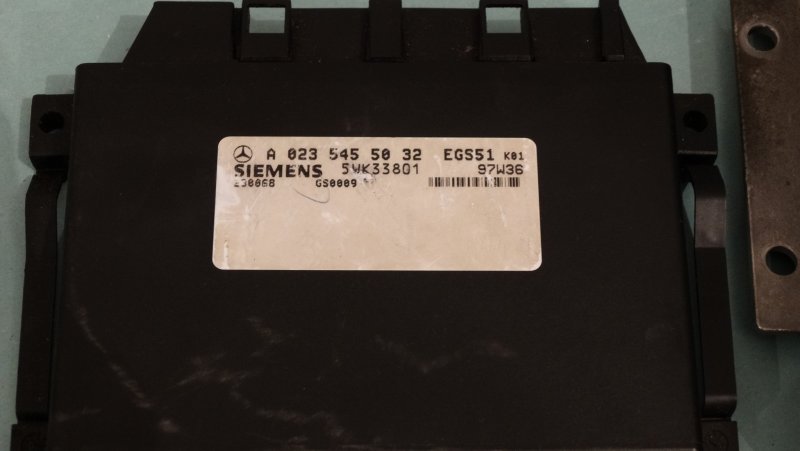 A 023 545 50 32 EGS51 K01
SIEMENS 5WK33801 97W36
GS0009